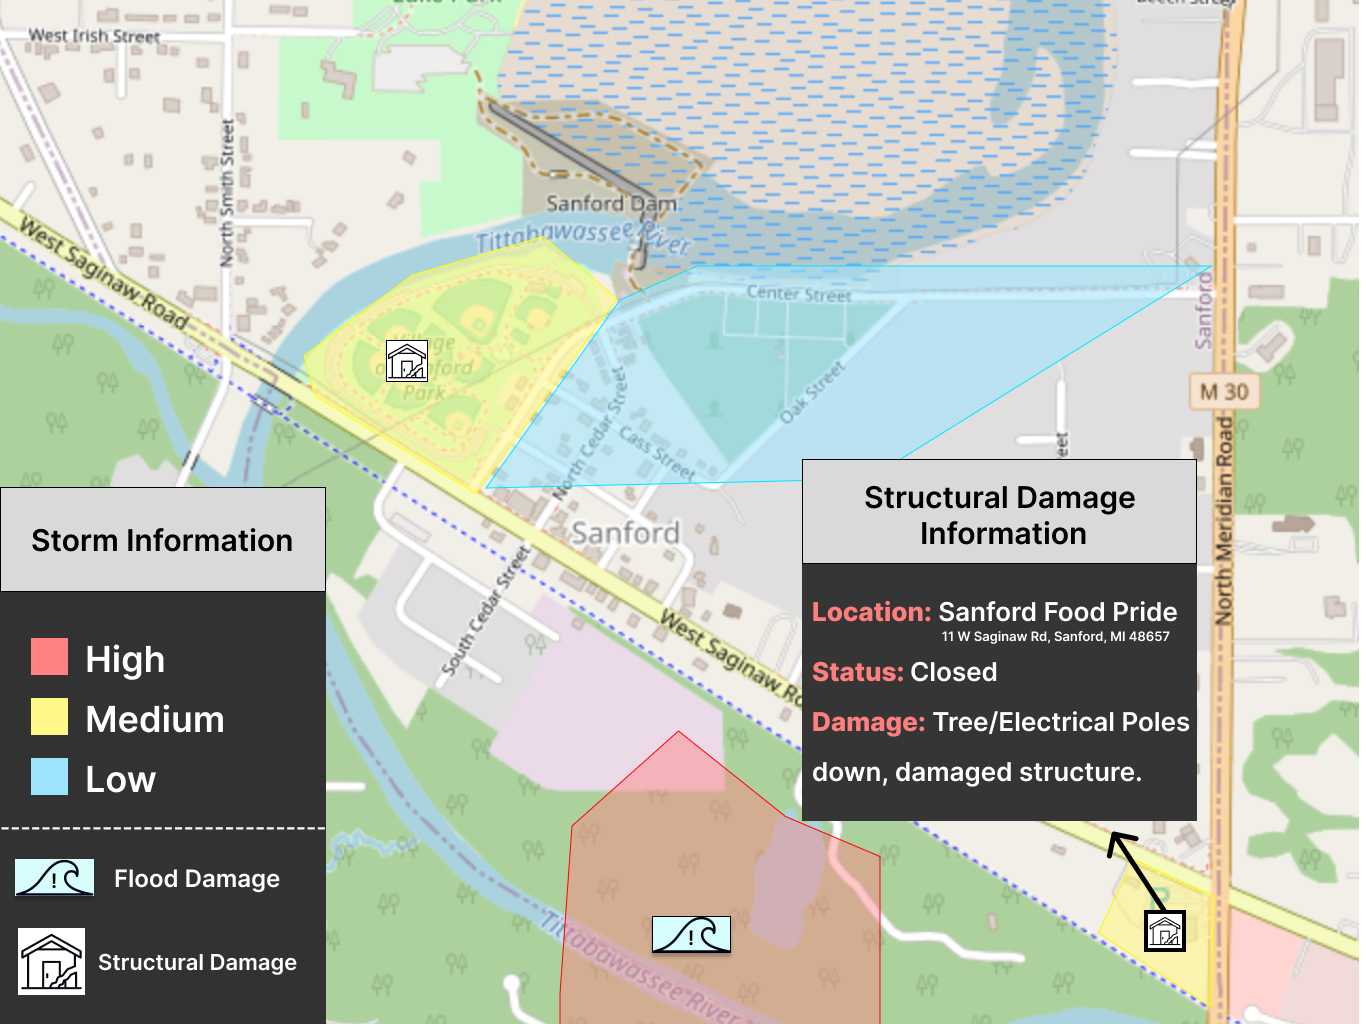 West Irish Street
North Smith Street
Sanford Dam
Tittabawassee River
West Saginaw Road
Center Street
Sanford
Village
of Sanford
Park
Oak Street
M 30
North Cedar Street
Cass Street
North Meridian Road
Sanford
South Cedar Street
West Saginaw Ro
Tittabawassee River
P
Storm Information
High
Medium
Low
! Flood Damage
Structural Damage
!
Structural Damage
Information
Location: Sanford Food Pride
11 W Saginaw Rd, Sanford, MI 48657
Status: Closed
Damage: Tree/Electrical Poles
down, damaged structure.